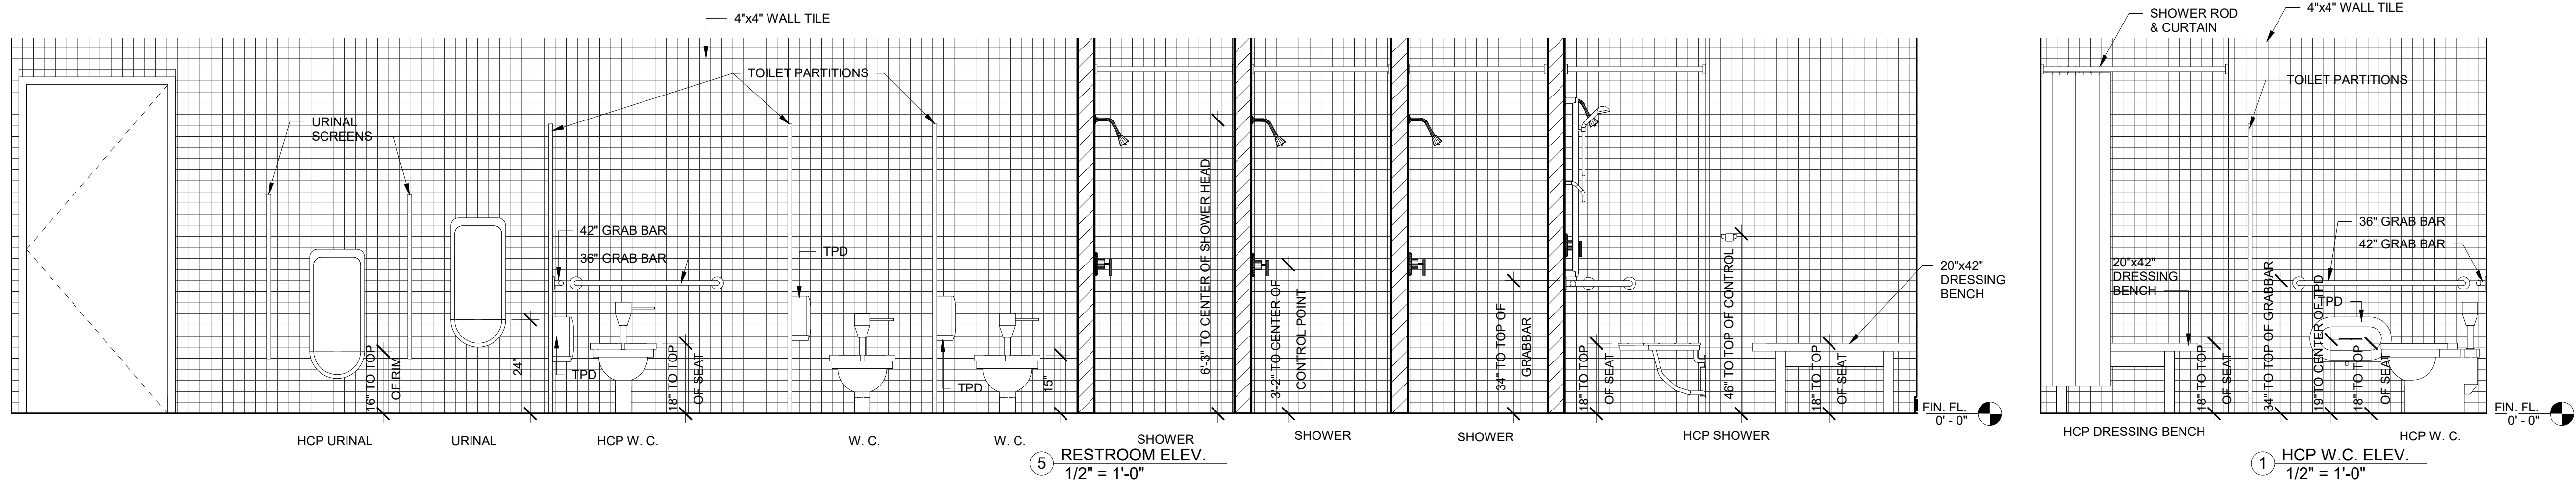 4"x4" WALL TILE
TOILET PARTITIONS
URINAL
SCREENS
42" GRAB BAR
36" GRAB BAR
TPD
TPD
TPD
16" TO TOP
OF RIM
24"
18" TO TOP
OF SEAT
15"
6'-3" TO CENTER OF SHOWER HEAD
3'-2" TO CENTER OF
CONTROL POINT
34" TO TOP OF
GRABBAR
18" TO TOP
OF SEAT
46" TO TOP OF CONTROL
18" TO TOP
OF SEAT
20"x42"
DRESSING
BENCH
FIN. FL.
0' - 0"
HCP URINAL
URINAL
HCP W. C.
W. C.
W. C.
SHOWER
SHOWER
SHOWER
HCP SHOWER
5
RESTROOM ELEV.
1/2" = 1'-0"
SHOWER ROD
& CURTAIN
4"x4" WALL TILE
TOILET PARTITIONS
36" GRAB BAR
42" GRAB BAR
20"x42"
DRESSING
BENCH
TPD
18" TO TOP
OF SEAT
34" TO TOP OF GRABBAR
19" TO CENTER OF TPD
18" TO TOP
OF SEAT
FIN. FL.
0' - 0"
HCP DRESSING BENCH
HCP W. C.
1
HCP W.C. ELEV.
1/2" = 1'-0"